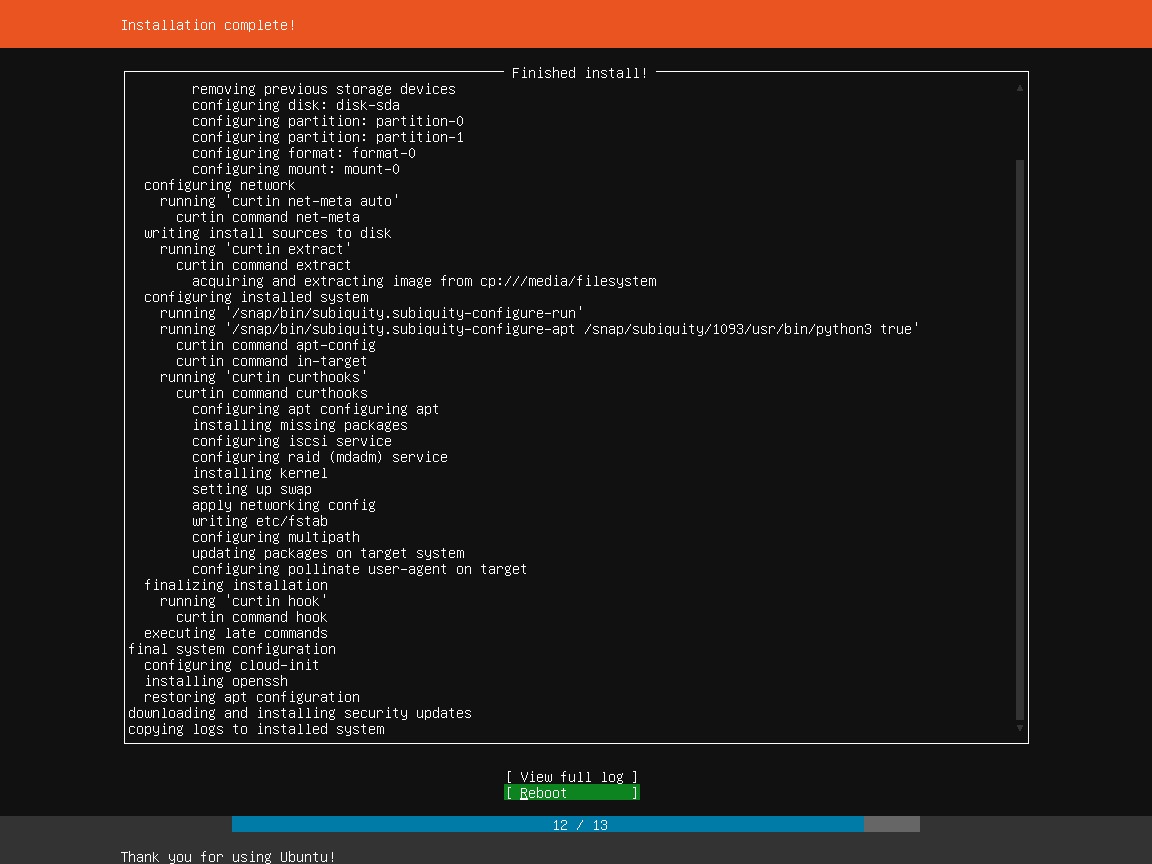 Installation complete!
Finished install!
removing previous storage devices
configuring disk: disk-sda
configuring partition: partition-0
configuring partition: partition-1
configuring format: format-0
configuring mount: mount-0
configuring network
running 'curtin net-meta auto'
curtin command net-meta
writing install sources to disk
running 'curtin extract'
curtin command extract
acquiring and extracting image from cp:///media/filesystem
configuring installed system
running '/snap/bin/subiquity.subiquity-configure-run'
running '/snap/bin/subiquity.subiquity-configure-apt /snap/subiquity/1093/usr/bin/python3 true'
curtin command apt-config
curtin command in-target
running 'curtin curthooks'
curtin command curthooks
configuring apt configuring apt
installing missing packages
configuring iscsi service
configuring raid (mdadm) service
installing kernel
setting up swap
apply networking config
writing etc/fstab
configuring multipath
updating packages on target system
configuring pollinate user-agent on target
finalizing installation
running 'curtin hook'
curtin command hook
executing late commands
final system configuration
configuring cloud-init
installing openssh
restoring apt configuration
downloading and installing security updates
copying logs to installed system
[ View full log ]
[ Reboot ]
12 / 13
Thank you for using Ubuntu!